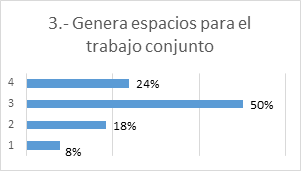 3.- Genera espacios para el
trabajo conjunto
4 24%
3 50%
2 18%
1 8%